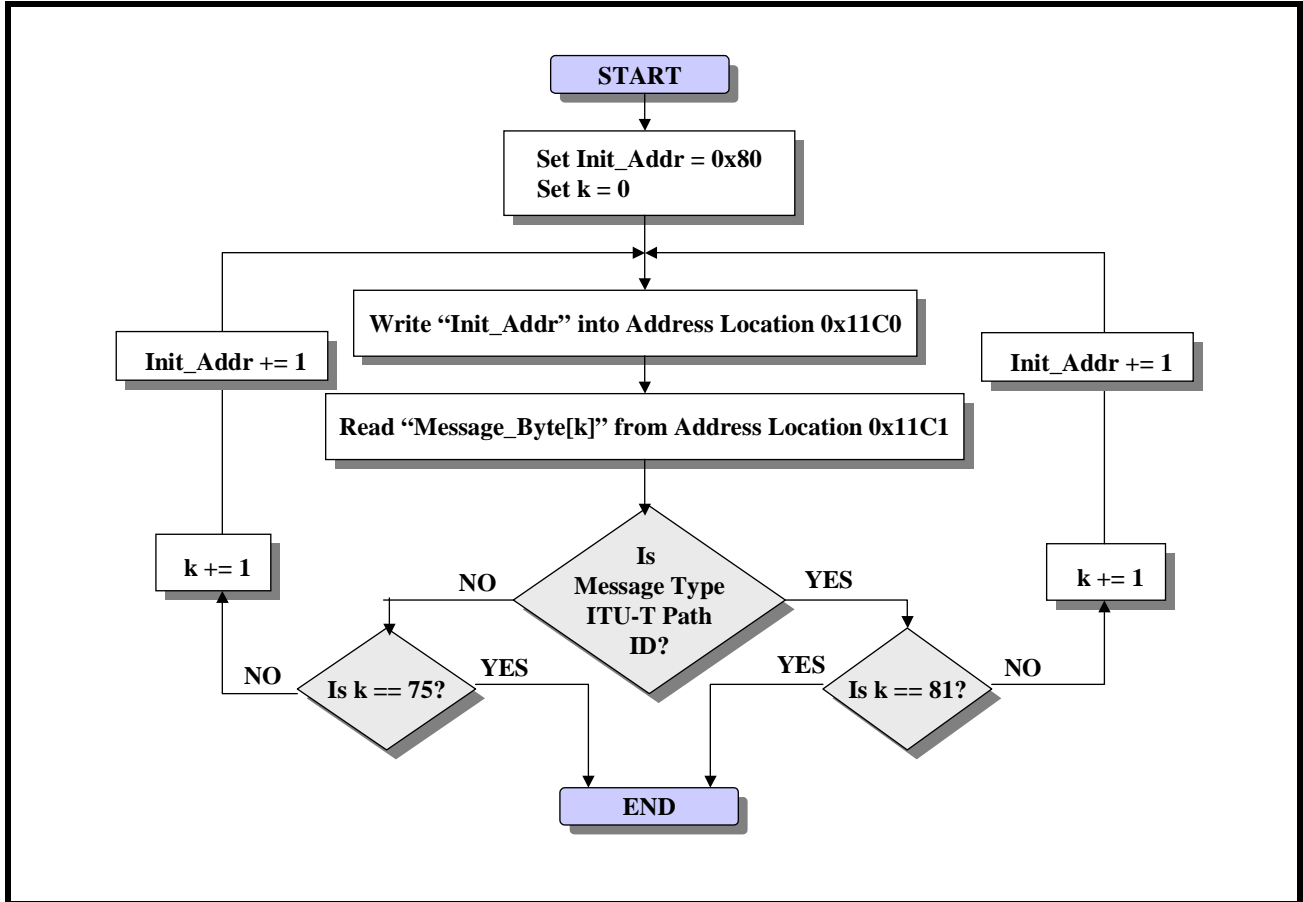 START
Set Init_Addr = 0x80
Set k = 0
Write “Init_Addr” into Address Location 0x11C0
Init_Addr += 1
Init_Addr += 1
Read “Message_Byte[k]” from Address Location 0x11C1
k += 1
NO
Is
Message Type
ITU-T Path
ID?
YES
k += 1
NO
Is k == 75?
YES
YES
Is k == 81?
NO
END